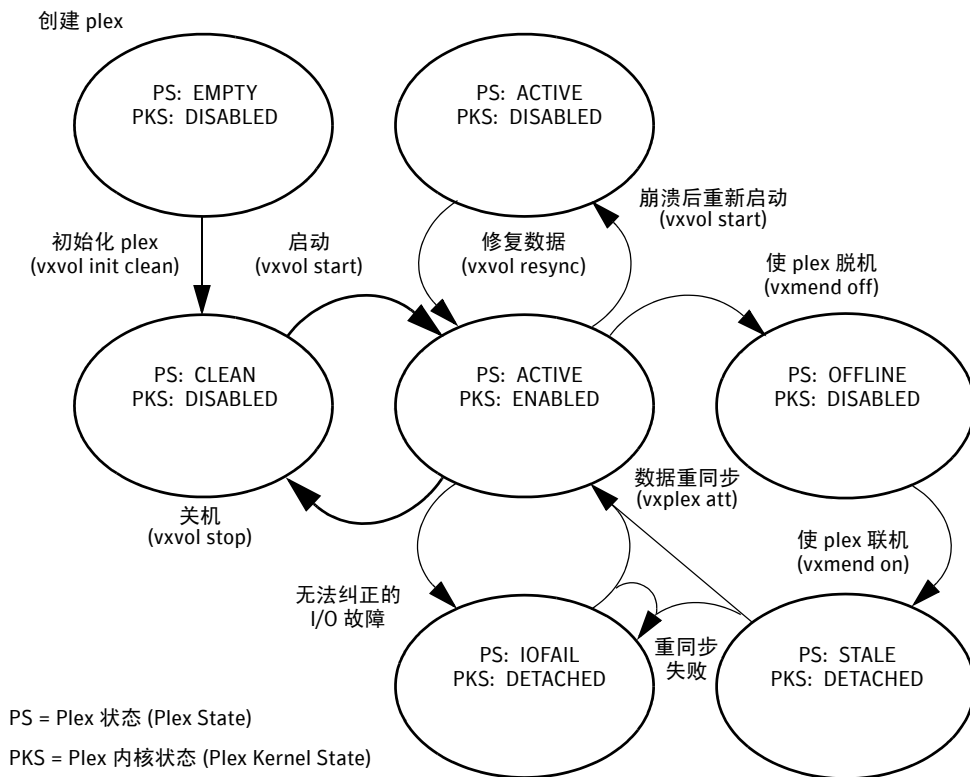 创建 plex
PS: EMPTY
PKS: DISABLED
PS: ACTIVE
PKS: DISABLED
初始化 plex
(vxvol init clean)
启动
(vxvol start)
修复数据
(vxvol resync)
崩溃后重新启动
(vxvol start)
使 plex 脱机
(vxmend off)
PS: CLEAN
PKS: DISABLED
PS: ACTIVE
PKS: ENABLED
PS: OFFLINE
PKS: DISABLED
关机
(vxvol stop)
数据重同步
(vxplex att)
使 plex 联机
(vxmend on)
无法纠正的
I/O 故障
PS: IOFAIL
PKS: DETACHED
重同步
失败
PS: STALE
PKS: DETACHED
PS = Plex 状态 (Plex State)
PKS = Plex 内核状态 (Plex Kernel State)